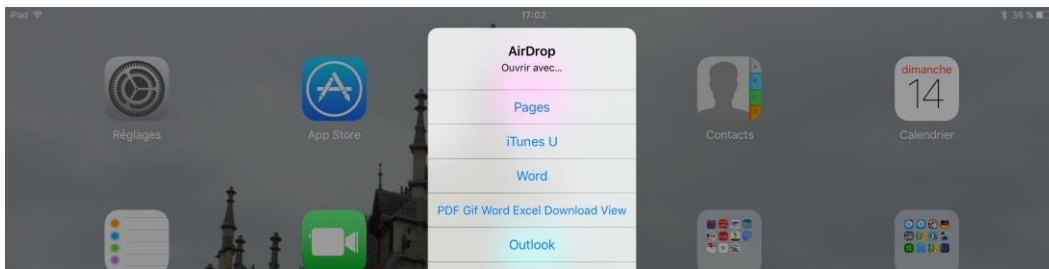 iPad
17:02
36 %
AirDrop
Ouvrir avec...
Pages
iTunes U
Word
PDF Gif Word Excel Download View
Outlook
Réglages
App Store
Contacts
dimanche
14
Calendrier